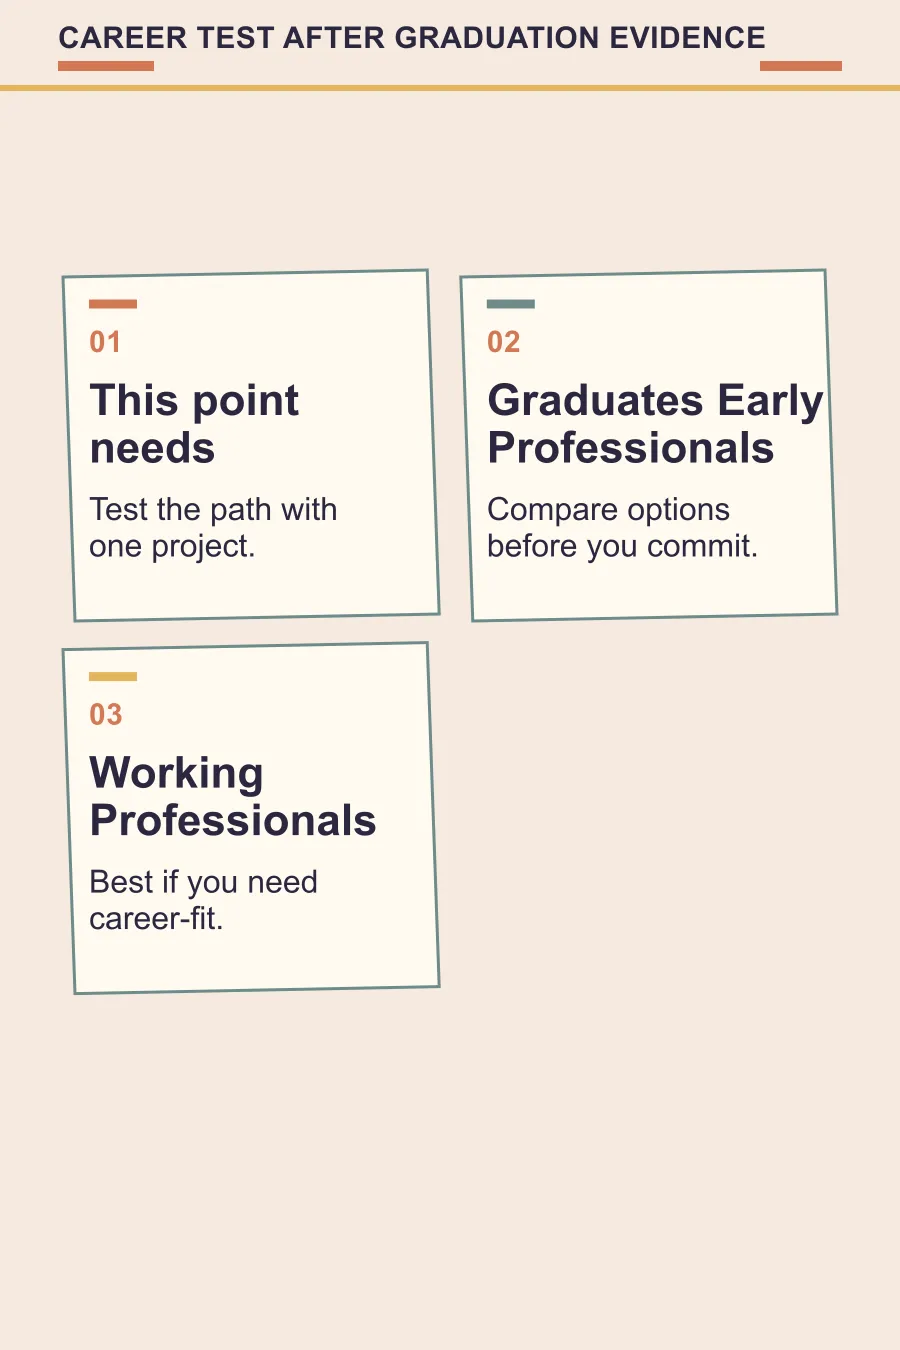 CAREER TEST AFTER GRADUATION EVIDENCE
01
This point
needs
Test the path with
one project.
02
Graduates Early
Professionals
Compare options
before you commit.
03
Working
Professionals
Best if you need
career-fit.